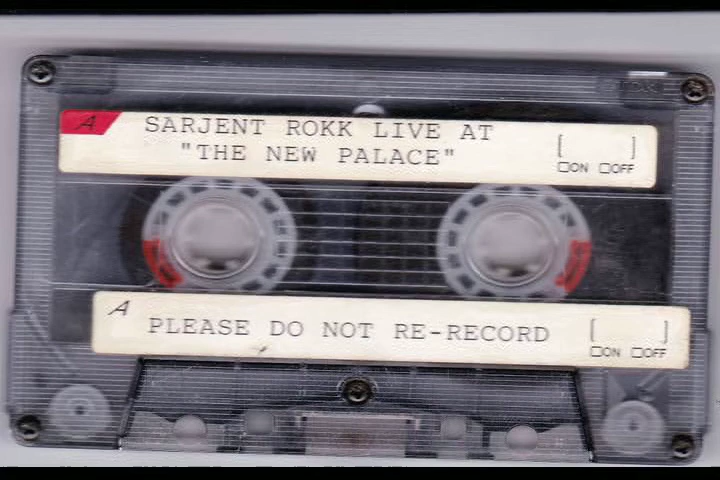 A
SARJENT ROKK LIVE AT
"THE NEW PALACE"
[ ]
□ON □OFF
A
PLEASE DO NOT RE-RECORD
[ ]
□ON □OFF